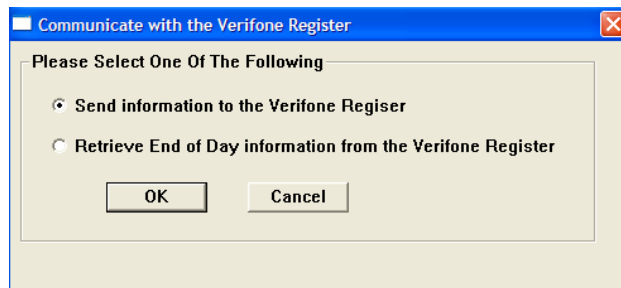 Communicate with the Verifone Register
Please Select One Of The Following
Send information to the Verifone Regiser
Retrieve End of Day information from the Verifone Register
OK Cancel